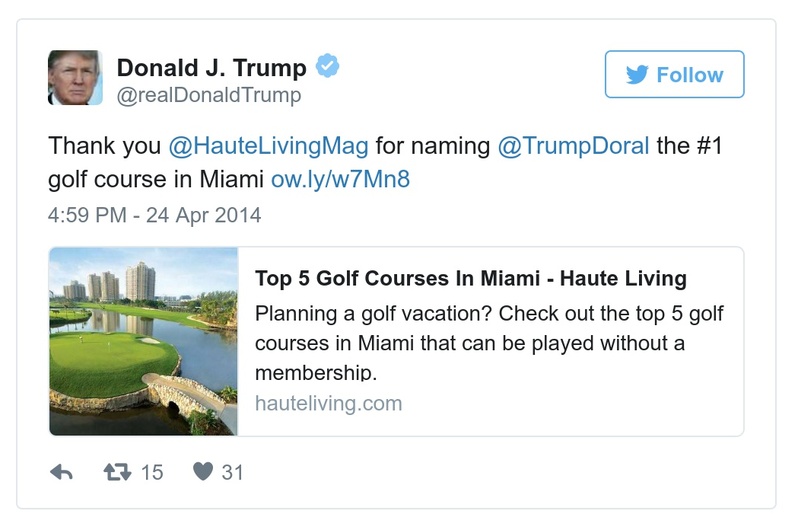 Donald J. Trump
@realDonaldTrump
Follow
Thank you @HauteLivingMag for naming @TrumpDoral the #1
golf course in Miami ow.ly/w7Mn8
4:59 PM - 24 Apr 2014
Top 5 Golf Courses In Miami - Haute Living
Planning a golf vacation? Check out the top 5 golf
courses in Miami that can be played without a
membership.
hauteliving.com
15 31